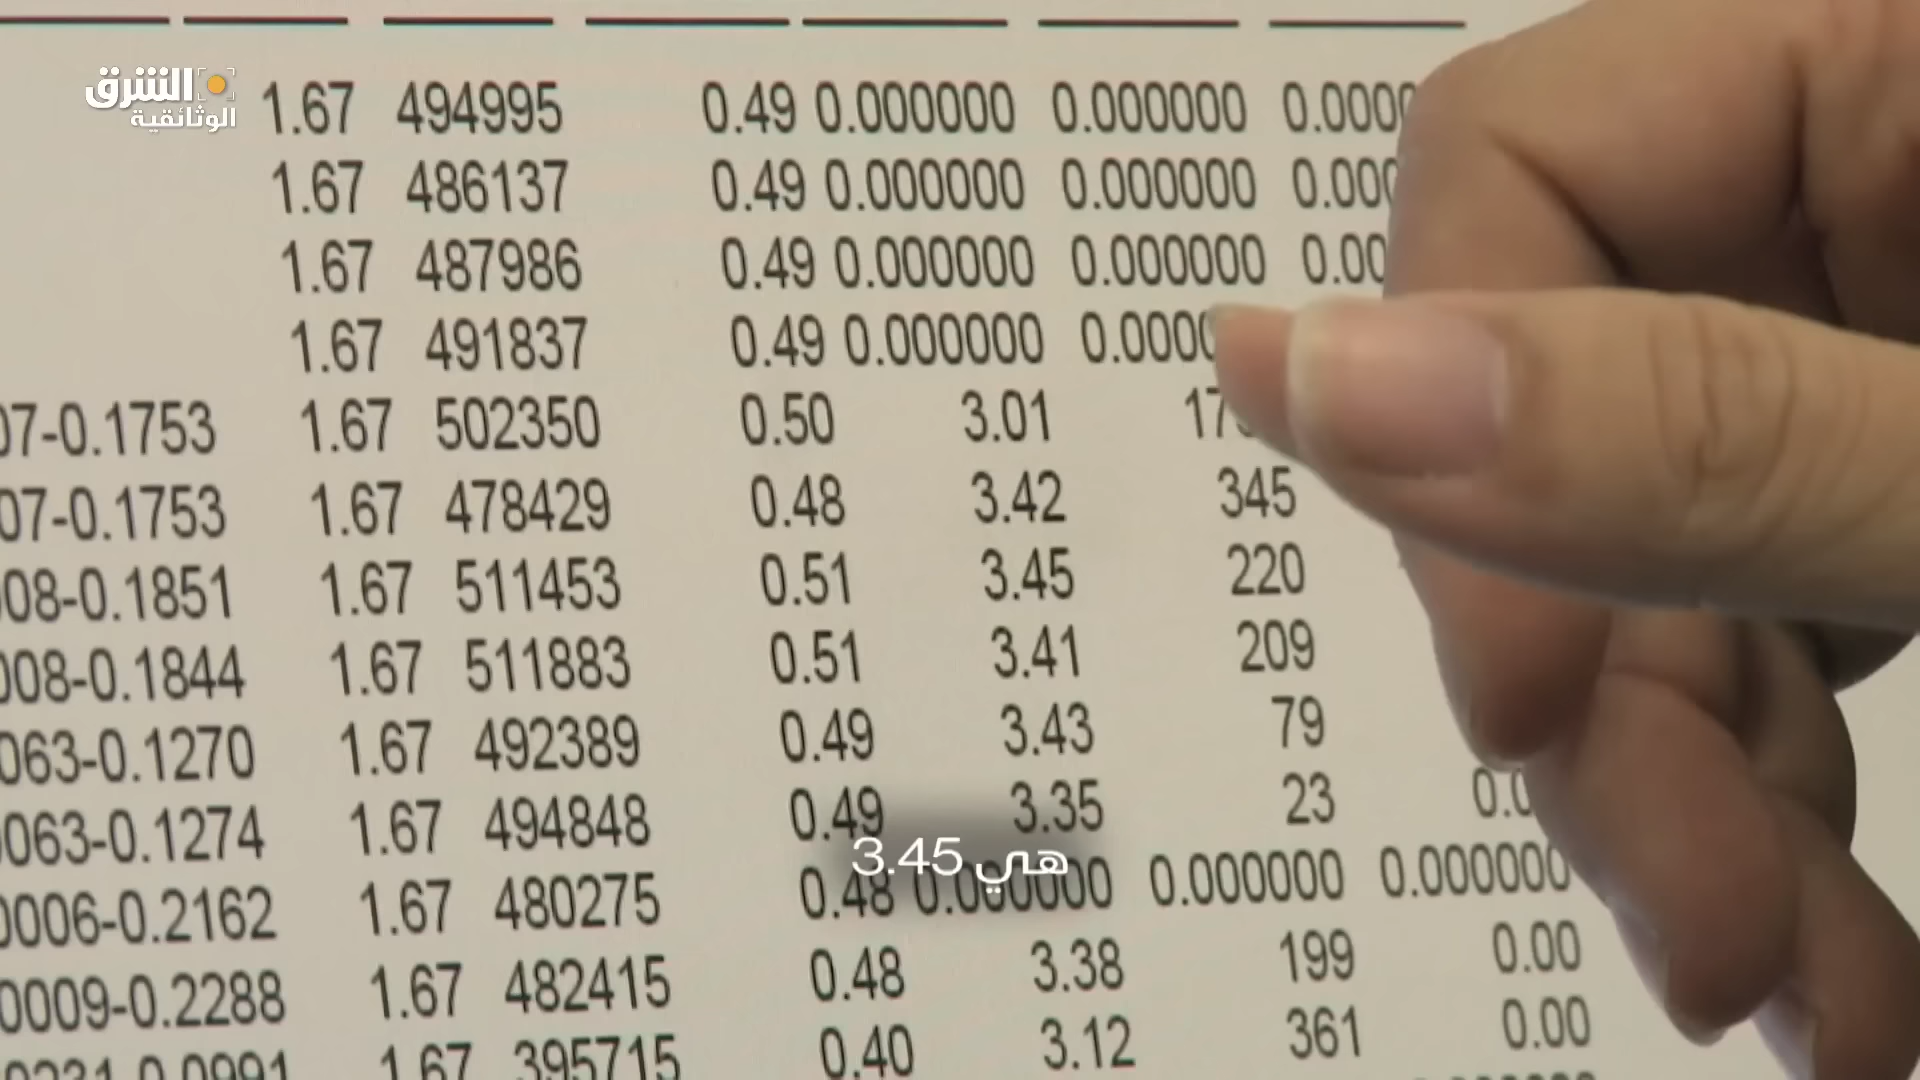 الشرق
الوثائقية
1.67 494995 0.49 0.000000 0.000000
1.67 486137 0.49 0.000000 0.000000
1.67 487986 0.49 0.000000 0.000000
1.67 491837 0.49 0.000000
07-0.1753 1.67 502350 0.50 3.01
07-0.1753 1.67 478429 0.48 3.42 345
008-0.1851 1.67 511453 0.51 3.45 220
008-0.1844 1.67 511883 0.51 3.41 209
063-0.1270 1.67 492389 0.49 3.43 79
0063-0.1274 1.67 494848 0.49 3.35 23
هي 3.45
0006-0.2162 1.67 480275 0.48 0.000000 0.000000 0.000000
0009-0.2288 1.67 482415 0.48 3.38 199 0.00
0231-0.0991 1.67 395715 0.40 3.12 361 0.00